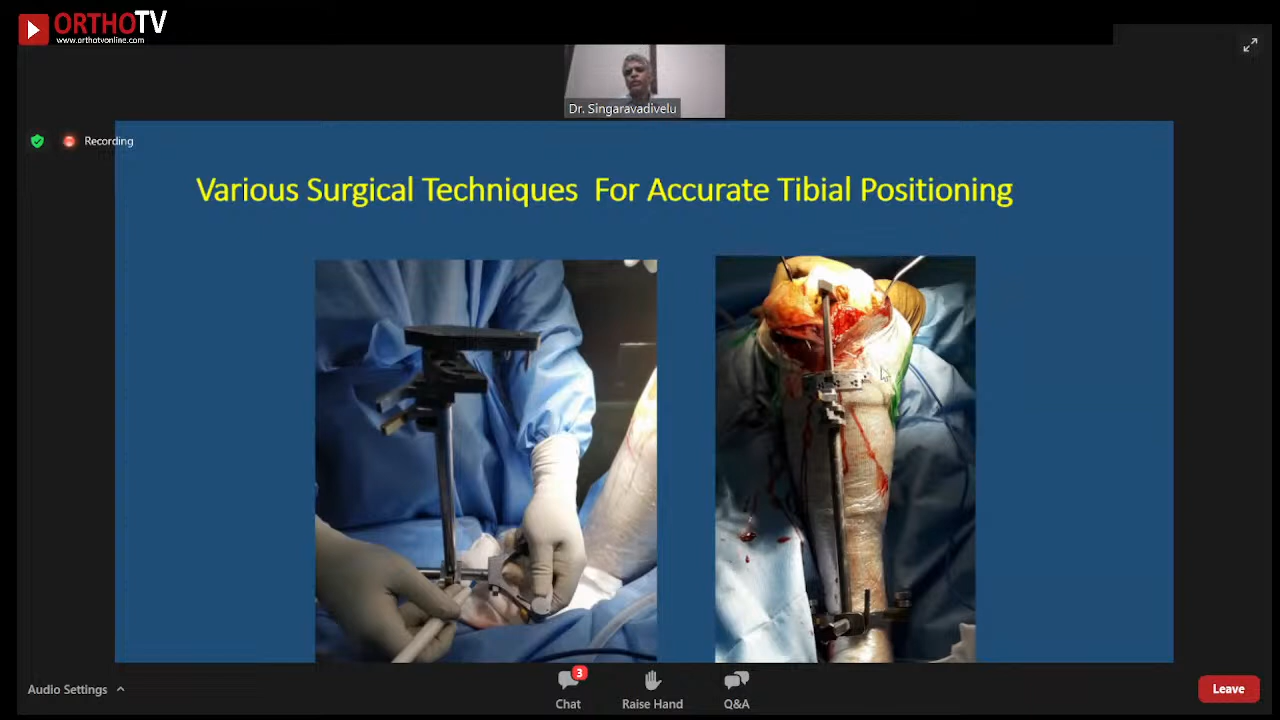 ORTHOTV
www.orthotvonline.com
Dr. Singaravadivelu
Recording
Various Surgical Techniques For Accurate Tibial Positioning
Audio Settings
3
Chat
Raise Hand
Q&A
Leave